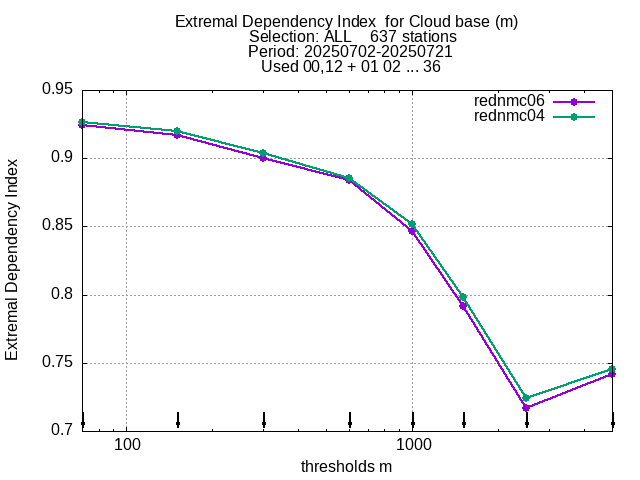 Extremal Dependency Index  for Cloud base (m)
Selection: ALL    637 stations
Period: 20250702-20250721
Used 00,12 + 01 02 ... 36
rednmc06
rednmc04
0.95
0.9
0.85
0.8
0.75
0.7
Extremal Dependency Index
100
1000
thresholds m